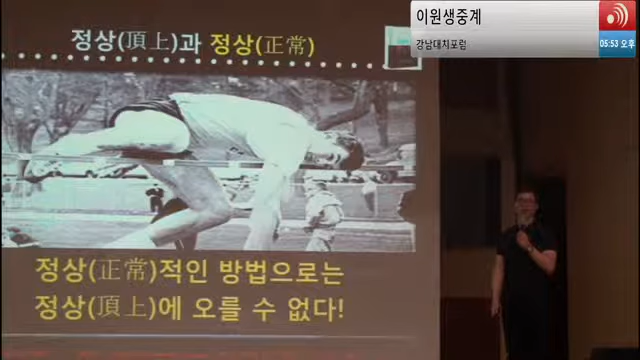 이원생중계
강남대치포럼
05:53 오후
정상(頂上)과 정상(正常)
정상(正常)적인 방법으로는
정상(頂上)에 오를 수 없다!